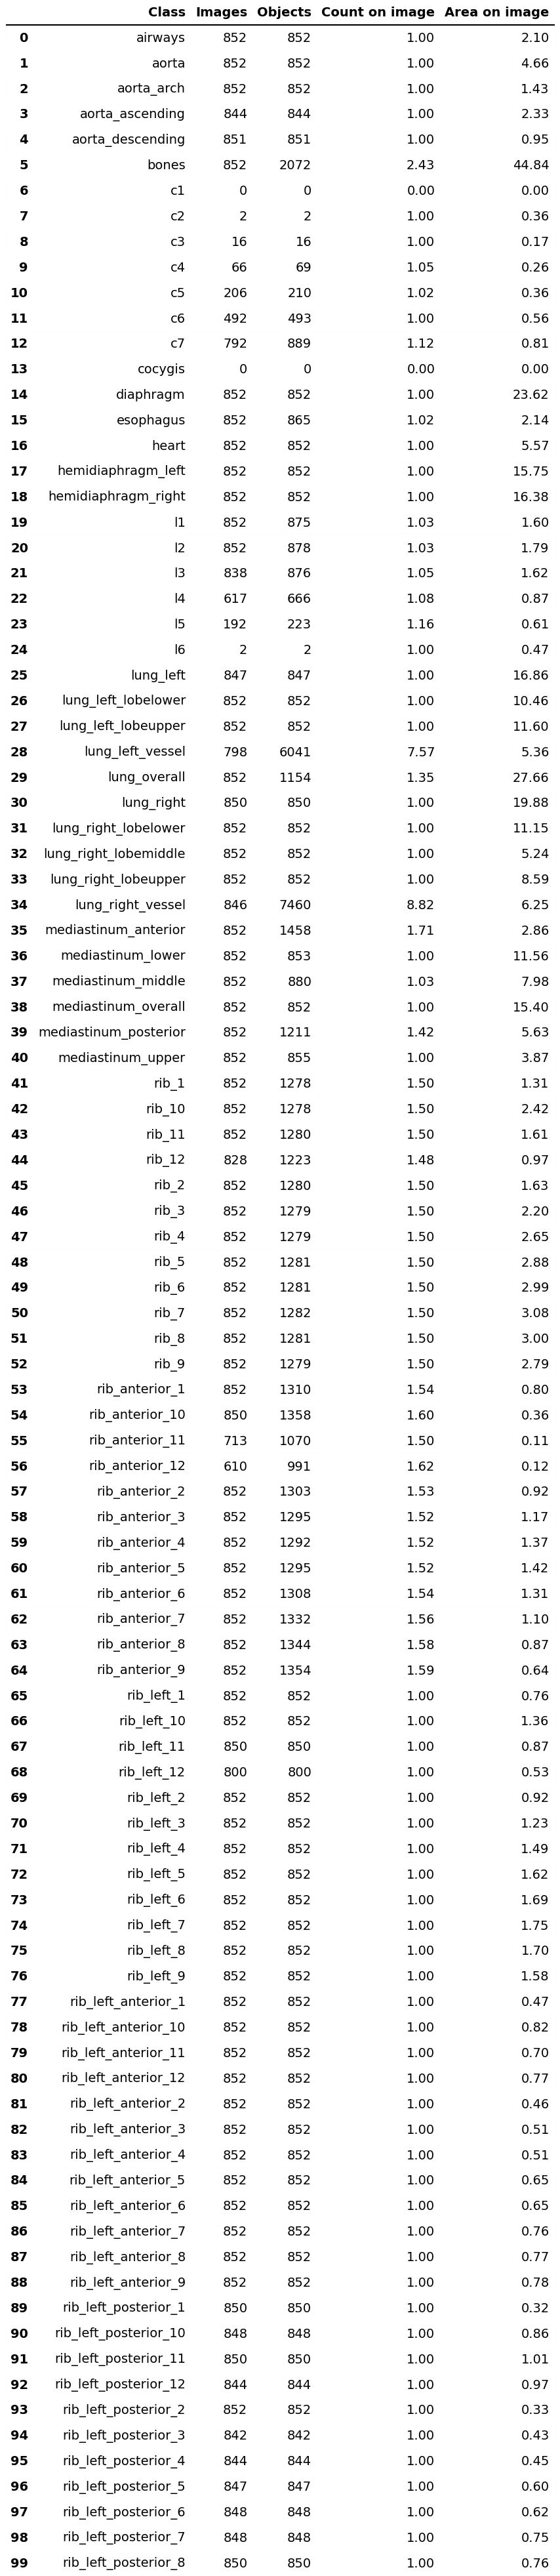 Class Images Objects Count on image Area on image
0 airways 852 852 1.00 2.10
1 aorta 852 852 1.00 4.66
2 aorta_arch 852 852 1.00 1.43
3 aorta_ascending 844 844 1.00 2.33
4 aorta_descending 851 851 1.00 0.95
5 bones 852 2072 2.43 44.84
6 c1 0 0 0.00 0.00
7 c2 2 2 1.00 0.36
8 c3 16 16 1.00 0.17
9 c4 66 69 1.05 0.26
10 c5 206 210 1.02 0.36
11 c6 492 493 1.00 0.56
12 c7 792 889 1.12 0.81
13 cocygis 0 0 0.00 0.00
14 diaphragm 852 852 1.00 23.62
15 esophagus 852 865 1.02 2.14
16 heart 852 852 1.00 5.57
17 hemidiaphragm_left 852 852 1.00 15.75
18 hemidiaphragm_right 852 852 1.00 16.38
19 l1 852 875 1.03 1.60
20 l2 852 878 1.03 1.79
21 l3 838 876 1.05 1.62
22 l4 617 666 1.08 0.87
23 l5 192 223 1.16 0.61
24 l6 2 2 1.00 0.47
25 lung_left 847 847 1.00 16.86
26 lung_left_lobelower 852 852 1.00 10.46
27 lung_left_lobeupper 852 852 1.00 11.60
28 lung_left_vessel 798 6041 7.57 5.36
29 lung_overall 852 1154 1.35 27.66
30 lung_right 850 850 1.00 19.88
31 lung_right_lobelower 852 852 1.00 11.15
32 lung_right_lobemiddle 852 852 1.00 5.24
33 lung_right_lobeupper 852 852 1.00 8.59
34 lung_right_vessel 846 7460 8.82 6.25
35 mediastinum_anterior 852 1458 1.71 2.86
36 mediastinum_lower 852 853 1.00 11.56
37 mediastinum_middle 852 880 1.03 7.98
38 mediastinum_overall 852 852 1.00 15.40
39 mediastinum_posterior 852 1211 1.42 5.63
40 mediastinum_upper 852 855 1.00 3.87
41 rib_1 852 1278 1.50 1.31
42 rib_10 852 1278 1.50 2.42
43 rib_11 852 1280 1.50 1.61
44 rib_12 828 1223 1.48 0.97
45 rib_2 852 1280 1.50 1.63
46 rib_3 852 1279 1.50 2.20
47 rib_4 852 1279 1.50 2.65
48 rib_5 852 1281 1.50 2.88
49 rib_6 852 1281 1.50 2.99
50 rib_7 852 1282 1.50 3.08
51 rib_8 852 1281 1.50 3.00
52 rib_9 852 1279 1.50 2.79
53 rib_anterior_1 852 1310 1.54 0.80
54 rib_anterior_10 850 1358 1.60 0.36
55 rib_anterior_11 713 1070 1.50 0.11
56 rib_anterior_12 610 991 1.62 0.12
57 rib_anterior_2 852 1303 1.53 0.92
58 rib_anterior_3 852 1295 1.52 1.17
59 rib_anterior_4 852 1292 1.52 1.37
60 rib_anterior_5 852 1295 1.52 1.42
61 rib_anterior_6 852 1308 1.54 1.31
62 rib_anterior_7 852 1332 1.56 1.10
63 rib_anterior_8 852 1344 1.58 0.87
64 rib_anterior_9 852 1354 1.59 0.64
65 rib_left_1 852 852 1.00 0.76
66 rib_left_10 852 852 1.00 1.36
67 rib_left_11 850 850 1.00 0.87
68 rib_left_12 800 800 1.00 0.53
69 rib_left_2 852 852 1.00 0.92
70 rib_left_3 852 852 1.00 1.23
71 rib_left_4 852 852 1.00 1.49
72 rib_left_5 852 852 1.00 1.62
73 rib_left_6 852 852 1.00 1.69
74 rib_left_7 852 852 1.00 1.75
75 rib_left_8 852 852 1.00 1.70
76 rib_left_9 852 852 1.00 1.58
77 rib_left_anterior_1 852 852 1.00 0.47
78 rib_left_anterior_10 852 852 1.00 0.82
79 rib_left_anterior_11 852 852 1.00 0.70
80 rib_left_anterior_12 852 852 1.00 0.77
81 rib_left_anterior_2 852 852 1.00 0.46
82 rib_left_anterior_3 852 852 1.00 0.51
83 rib_left_anterior_4 852 852 1.00 0.51
84 rib_left_anterior_5 852 852 1.00 0.65
85 rib_left_anterior_6 852 852 1.00 0.65
86 rib_left_anterior_7 852 852 1.00 0.76
87 rib_left_anterior_8 852 852 1.00 0.77
88 rib_left_anterior_9 852 852 1.00 0.78
89 rib_left_posterior_1 850 850 1.00 0.32
90 rib_left_posterior_10 848 848 1.00 0.86
91 rib_left_posterior_11 850 850 1.00 1.01
92 rib_left_posterior_12 844 844 1.00 0.97
93 rib_left_posterior_2 852 852 1.00 0.33
94 rib_left_posterior_3 842 842 1.00 0.43
95 rib_left_posterior_4 844 844 1.00 0.45
96 rib_left_posterior_5 847 847 1.00 0.60
97 rib_left_posterior_6 848 848 1.00 0.62
98 rib_left_posterior_7 848 848 1.00 0.75
99 rib_left_posterior_8 850 850 1.00 0.76